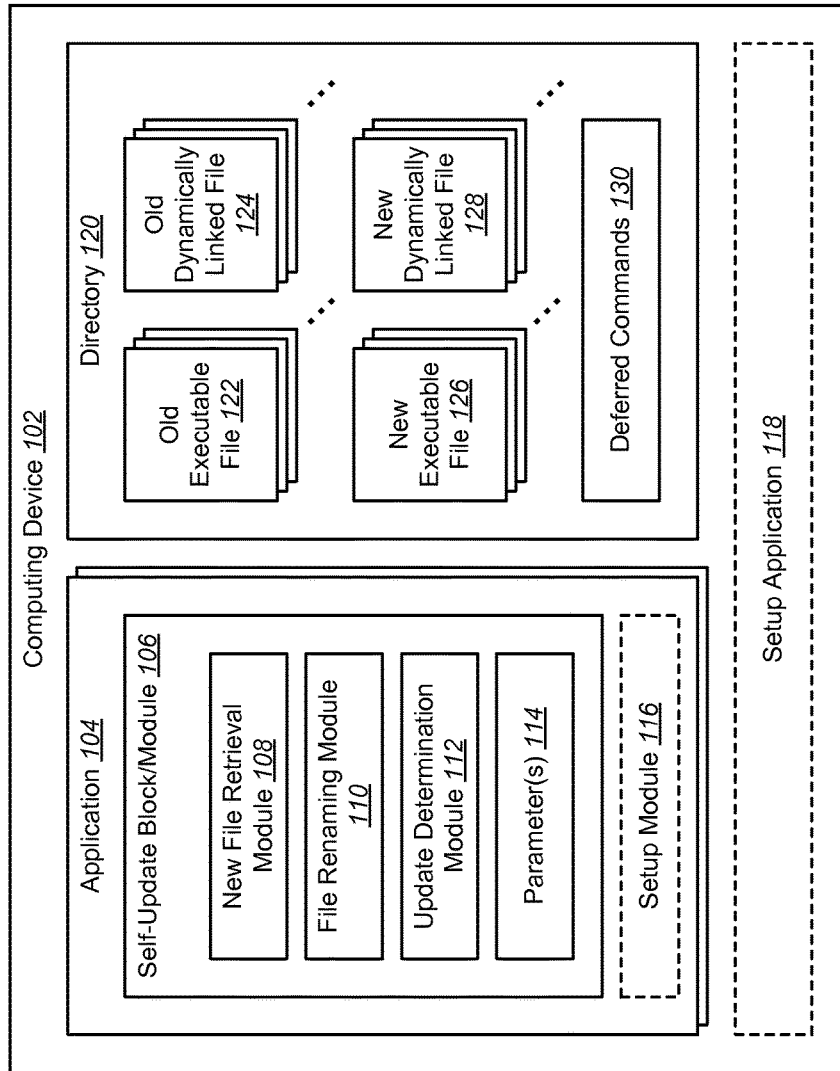 Computing Device 102
Application 104
Self-Update Block/Module 106
New File Retrieval
Module 108
File Renaming Module
110
Update Determination
Module 112
Parameter(s) 114
Setup Module 116
Directory 120
Old
Executable
File 122
Old
Dynamically
Linked File
124
New
Executable
File 126
New
Dynamically
Linked File
128
Deferred Commands 130
Setup Application 118